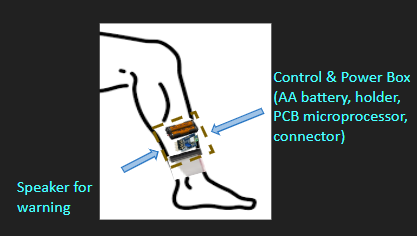 Control & Power Box
(AA battery, holder,
PCB microprocessor,
connector)
Speaker for
warning